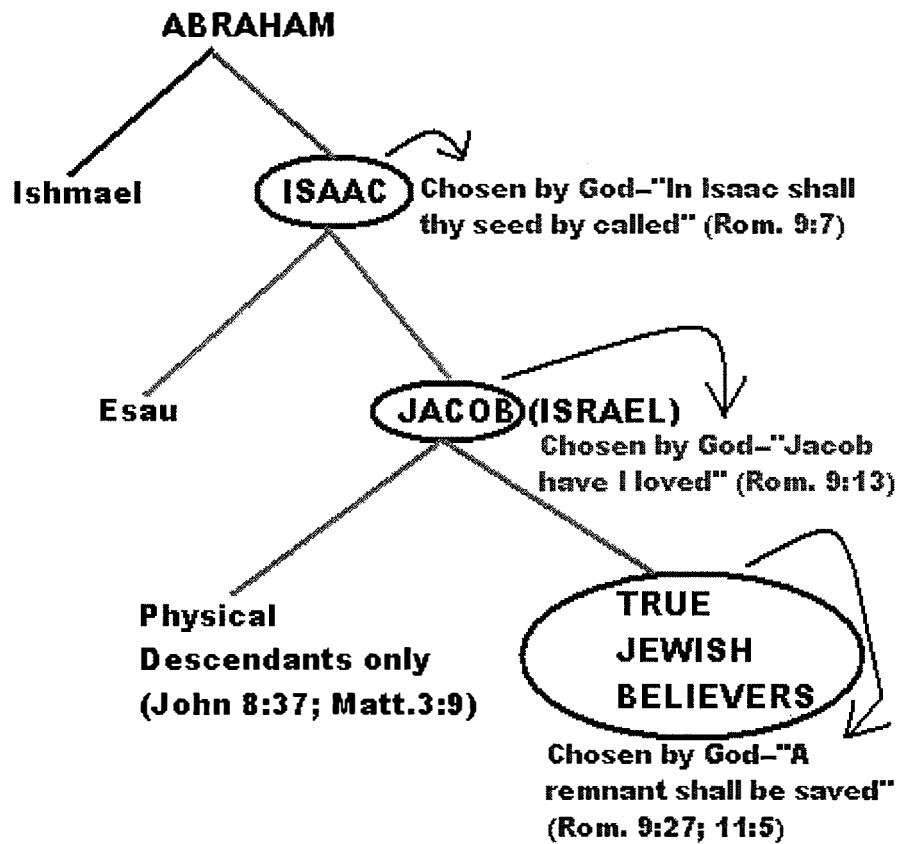 ABRAHAM
Ishmael
ISAAC
Chosen by God–"In Isaac shall
thy seed by called" (Rom. 9:7)
Esau
JACOB (ISRAEL)
Chosen by God–"Jacob
have I loved" (Rom. 9:13)
Physical
Descendants only
(John 8:37; Matt.3:9)
TRUE
JEWISH
BELIEVERS
Chosen by God–"A
remnant shall be saved"
(Rom. 9:27; 11:5)